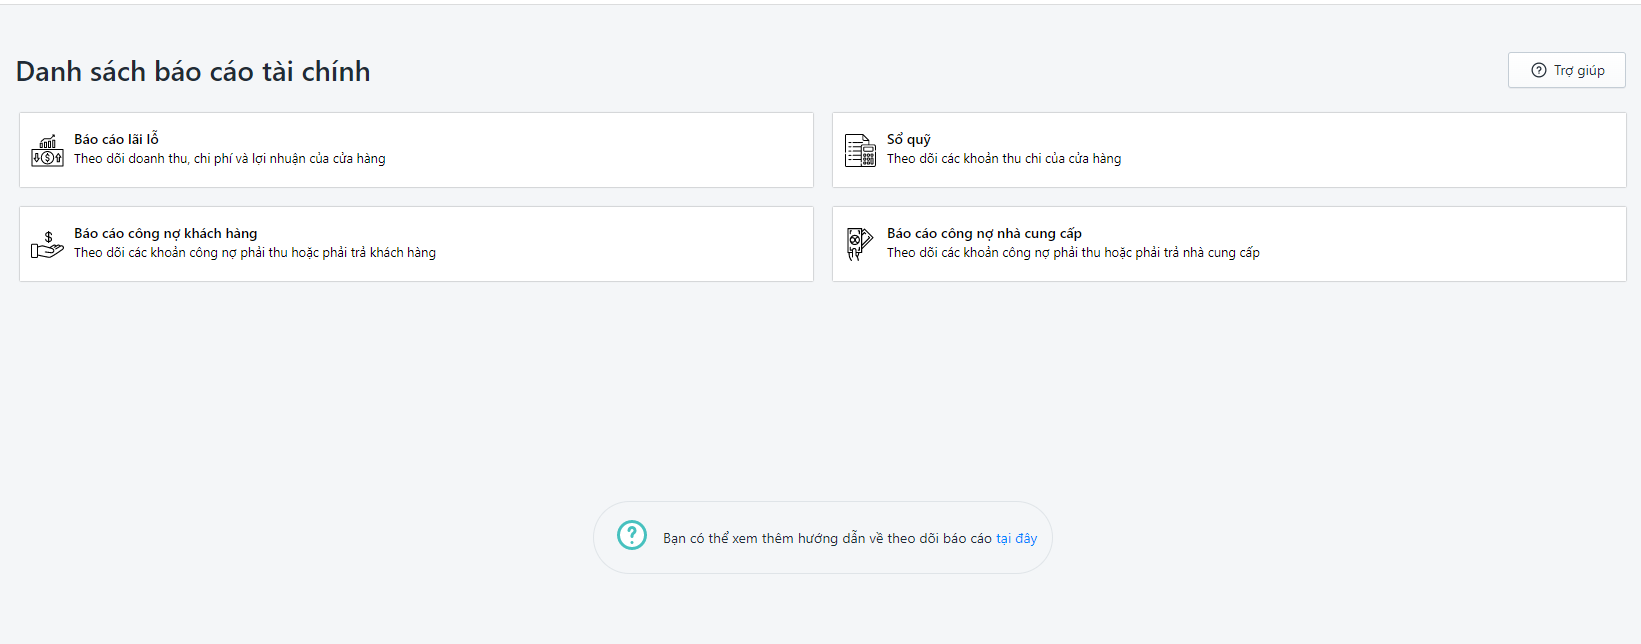 Danh sách báo cáo tài chính
Trợ giúp
Báo cáo lãi lỗ
Theo dõi doanh thu, chi phí và lợi nhuận của cửa hàng
Sổ quỹ
Theo dõi các khoản thu chi của cửa hàng
Báo cáo công nợ khách hàng
Theo dõi các khoản công nợ phải thu hoặc phải trả khách hàng
Báo cáo công nợ nhà cung cấp
Theo dõi các khoản công nợ phải thu hoặc phải trả nhà cung cấp
Bạn có thể xem thêm hướng dẫn về theo dõi báo cáo tại đây